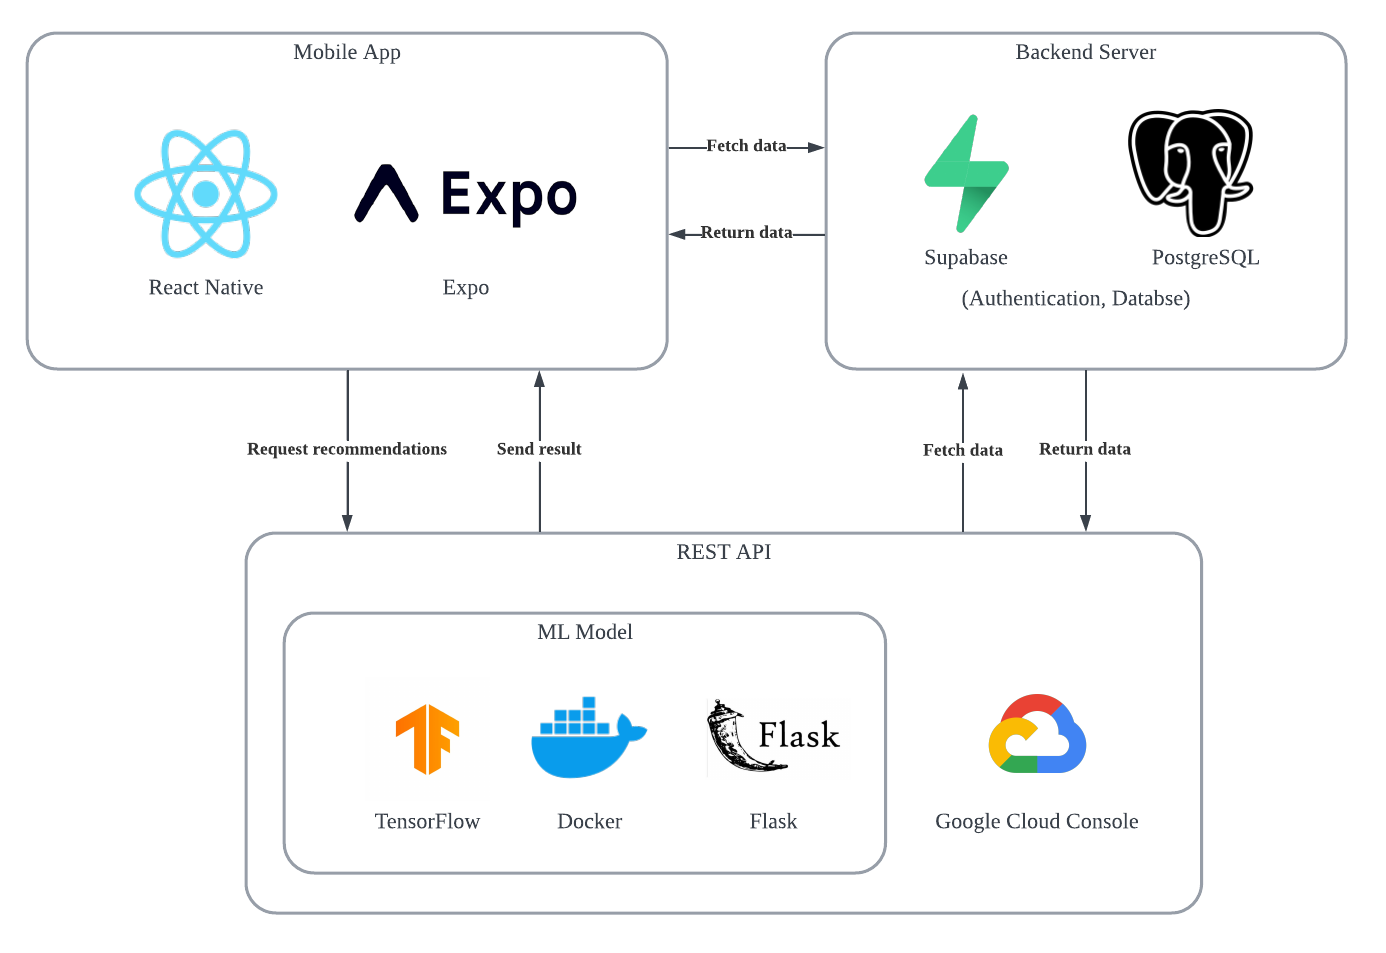 Mobile App
Backend Server
Expo
React Native
Expo
Fetch data
Return data
Supabase
PostgreSQL
(Authentication, Databse)
Request recommendations
Send result
Fetch data
Return data
REST API
ML Model
Flask
TensorFlow
Docker
Flask
Google Cloud Console